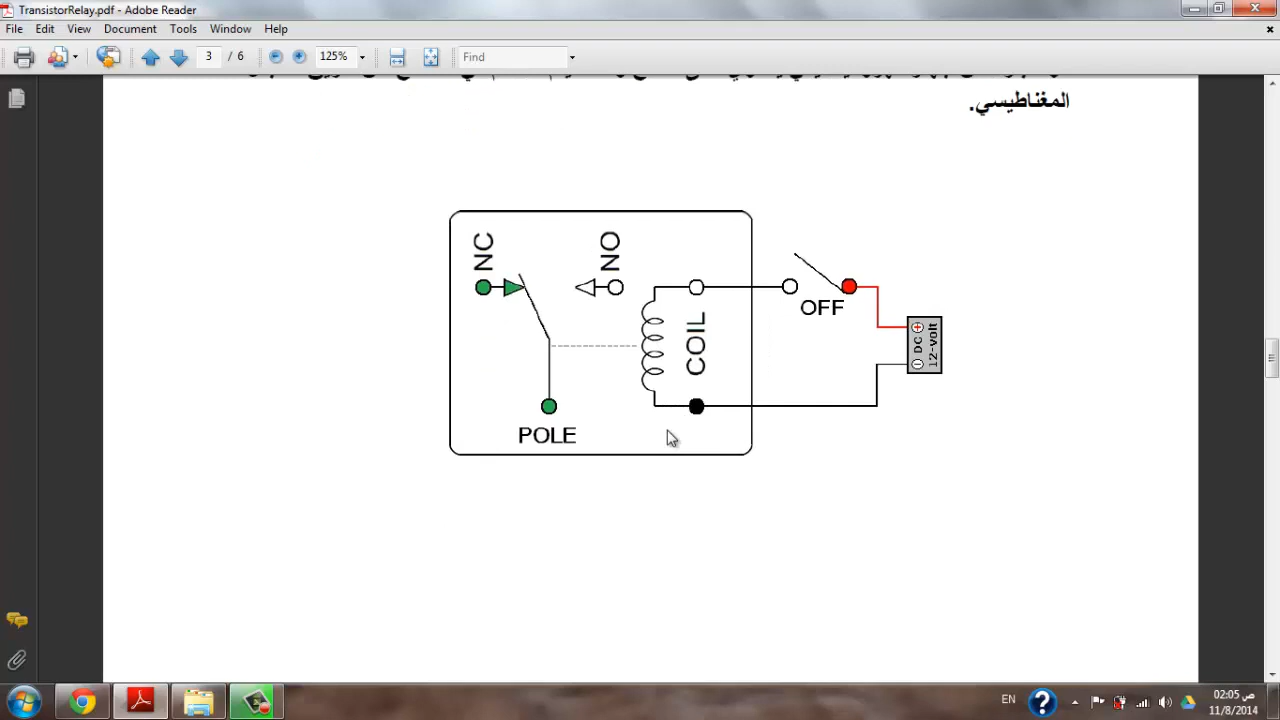 TransistorRelay.pdf - Adobe Reader
File Edit View Document Tools Window Help
3 / 6 125% Find
المغناطيسي.
NC
NO
COIL
POLE
OFF
DC
12-volt
EN
02:05 ص
11/8/2014